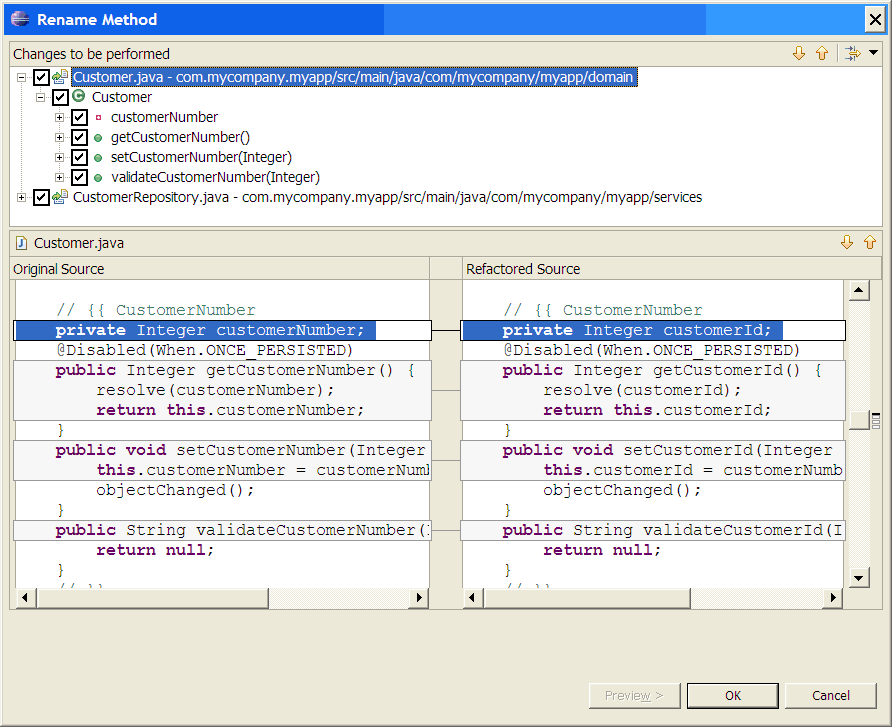 Rename Method
Changes to be performed
Customer.java - com.mycompany.myapp/src/main/java/com/mycompany/myapp/domain
Customer
customerNumber
getCustomerNumber()
setCustomerNumber(Integer)
validateCustomerNumber(Integer)
CustomerRepository.java - com.mycompany.myapp/src/main/java/com/mycompany/myapp/services
Customer.java
Original Source
// {{ CustomerNumber
private Integer customerNumber;
@Disabled(When.ONCE_PERSISTED)
public Integer getCustomerNumber() {
resolve(customerNumber);
return this.customerNumber;
}
public void setCustomerNumber(Integer
this.customerNumber = customerNum
objectChanged();
}
public String validateCustomerNumber(I
return null;
}
// }}
Refactored Source
// {{ CustomerNumber
private Integer customerId;
@Disabled(When.ONCE_PERSISTED)
public Integer getCustomerId() {
resolve(customerId);
return this.customerId;
}
public void setCustomerId(Integer
this.customerId = customerNumb
objectChanged();
}
public String validateCustomerId(I
return null;
}
// }}
Preview >
OK
Cancel